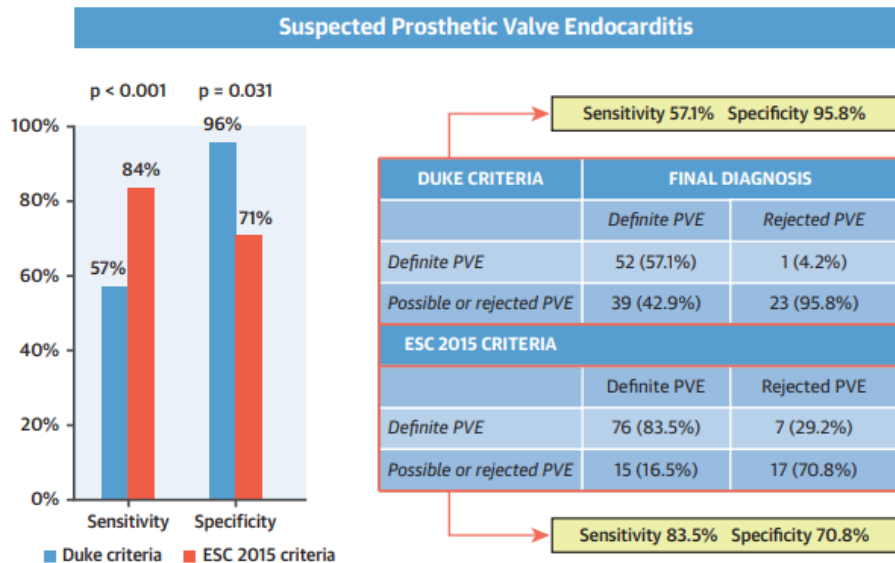 Suspected Prosthetic Valve Endocarditis
p < 0.001 p = 0.031
100%
80%
60%
40%
20%
0%
57%
84%
96%
71%
Sensitivity Specificity
Duke criteria ESC 2015 criteria
Sensitivity 57.1% Specificity 95.8%
DUKE CRITERIA FINAL DIAGNOSIS
Definite PVE Rejected PVE
Definite PVE 52 (57.1%) 1 (4.2%)
Possible or rejected PVE 39 (42.9%) 23 (95.8%)
ESC 2015 CRITERIA
Definite PVE Rejected PVE
Definite PVE 76 (83.5%) 7 (29.2%)
Possible or rejected PVE 15 (16.5%) 17 (70.8%)
Sensitivity 83.5% Specificity 70.8%